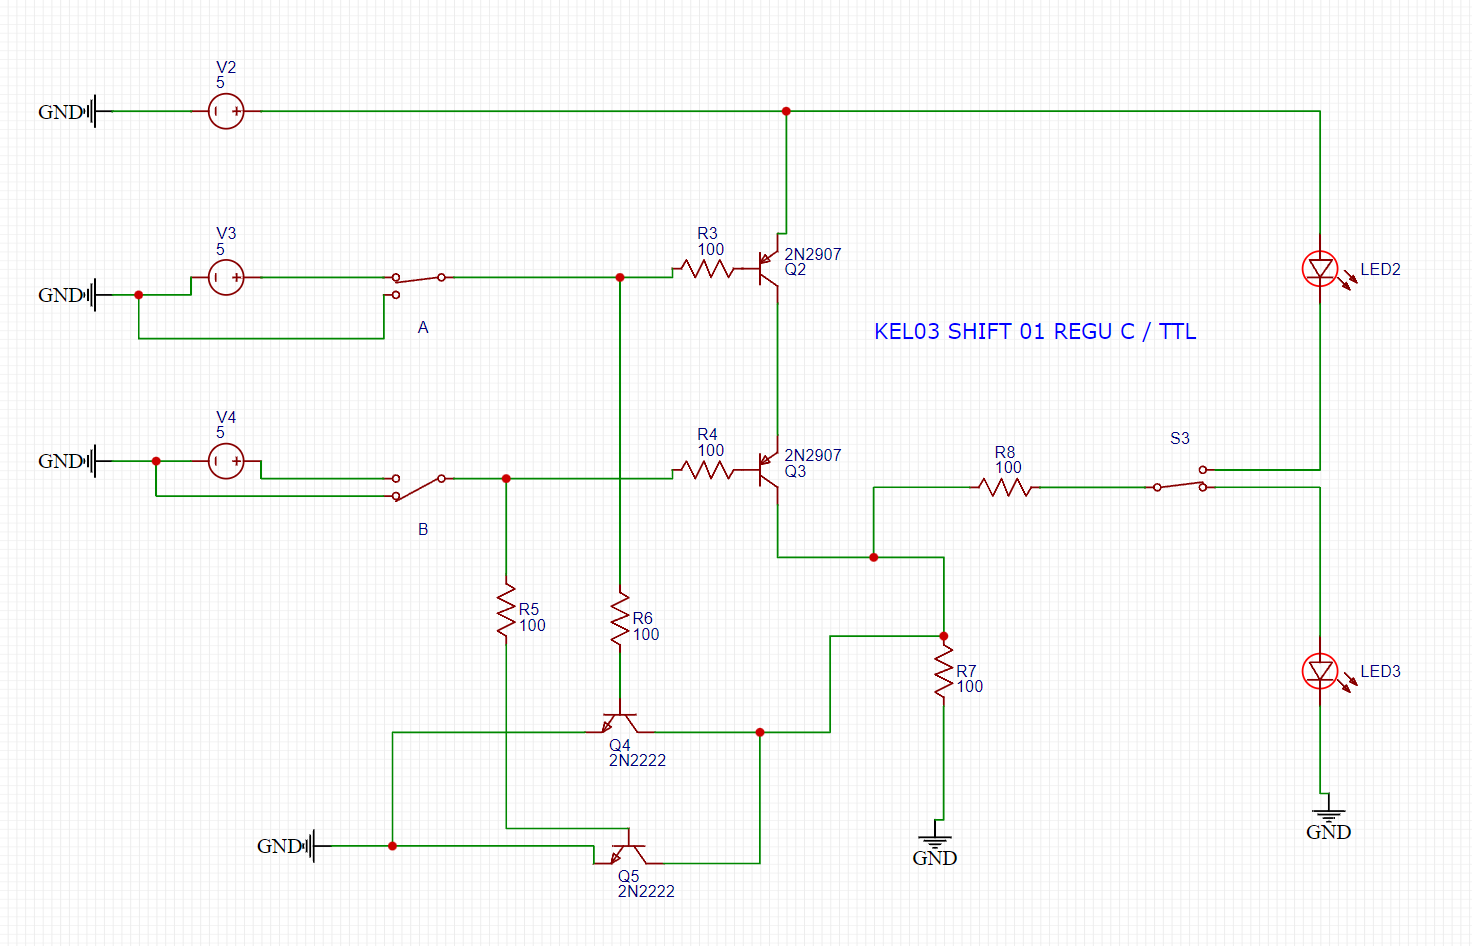 V2
5
GND
V3
5
GND
A
R3
100
2N2907
Q2
LED2
KEL03 SHIFT 01 REGU C / TTL
V4
5
GND
B
R4
100
2N2907
Q3
S3
R8
100
R5
100
R6
100
R7
100
LED3
Q4
2N2222
GND
Q5
2N2222
GND
GND